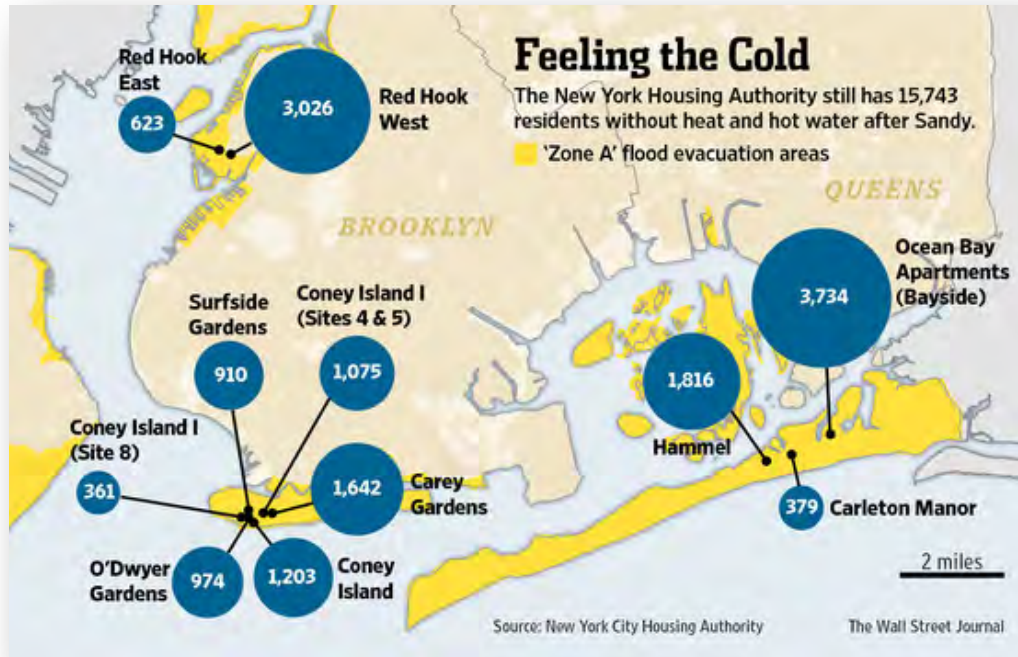 Feeling the Cold
The New York Housing Authority still has 15,743
residents without heat and hot water after Sandy.
'Zone A' flood evacuation areas
Red Hook
East
623
3,026
Red Hook
West
BROOKLYN
QUEENS
Ocean Bay
Apartments
(Bayside)
3,734
Surfside
Gardens
910
Coney Island I
(Sites 4 & 5)
1,075
1,816
Hammel
Coney Island I
(Site 8)
361
1,642
Carey
Gardens
379
Carleton Manor
O'Dwyer
Gardens
974
1,203
Coney
Island
2 miles
Source: New York City Housing Authority
The Wall Street Journal